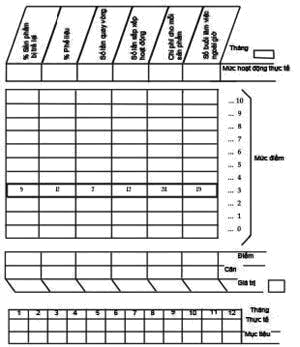 % Sản phẩm bị trả lại
% Phế liệu
Số lần quay vòng
Số lần sắp xếp hoạt động
Chi phí cho mỗi sản phẩm
Số buổi làm việc ngoài giờ
Tháng
Mức hoạt động thực tế
... 10
... 9
... 8
... 7
... 6
... 5
Mức điểm
... 4
9 12 7 12 19 ... 3
... 2
... 1
... 0
Điểm
Cân
Giá trị
Tháng
1 2 3 4 5 6 7 8 9 10 11 12
Thực tế
Mục liệu